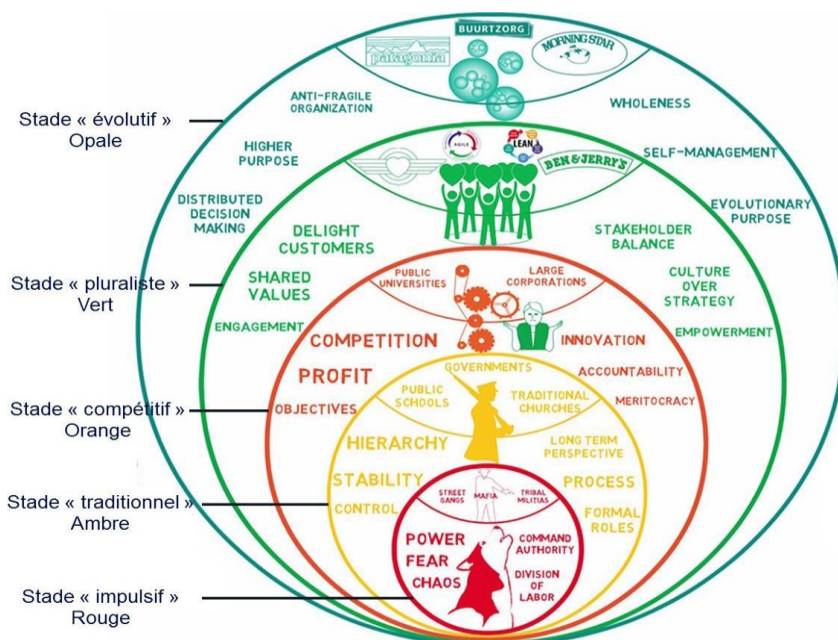 BUURTZORG
patagonia
MORNING STAR
ANTI-FRAGILE
ORGANIZATION
WHOLENESS
Stade « évolutif »
Opale
HIGHER
PURPOSE
SELF-MANAGEMENT
DISTRIBUTED
DECISION
MAKING
EVOLUTIONARY
PURPOSE
AGILE
LEAN
BEN & JERRY'S
DELIGHT
CUSTOMERS
STAKEHOLDER
BALANCE
Stade « pluraliste »
Vert
SHARED
VALUES
CULTURE
OVER
STRATEGY
ENGAGEMENT
EMPOWERMENT
PUBLIC
UNIVERSITIES
LARGE
CORPORATIONS
COMPETITION
INNOVATION
PROFIT
ACCOUNTABILITY
Stade « compétitif »
Orange
OBJECTIVES
MERITOCRACY
GOVERNMENTS
PUBLIC
SCHOOLS
TRADITIONAL
CHURCHES
HIERARCHY
LONG TERM
PERSPECTIVE
STABILITY
PROCESS
Stade « traditionnel »
Ambre
CONTROL
FORMAL
ROLES
STREET
GANGS
MAFIA
TRIBAL
MILITIAS
POWER
FEAR
CHAOS
COMMAND
AUTHORITY
DIVISION
OF
LABOR
Stade « impulsif »
Rouge